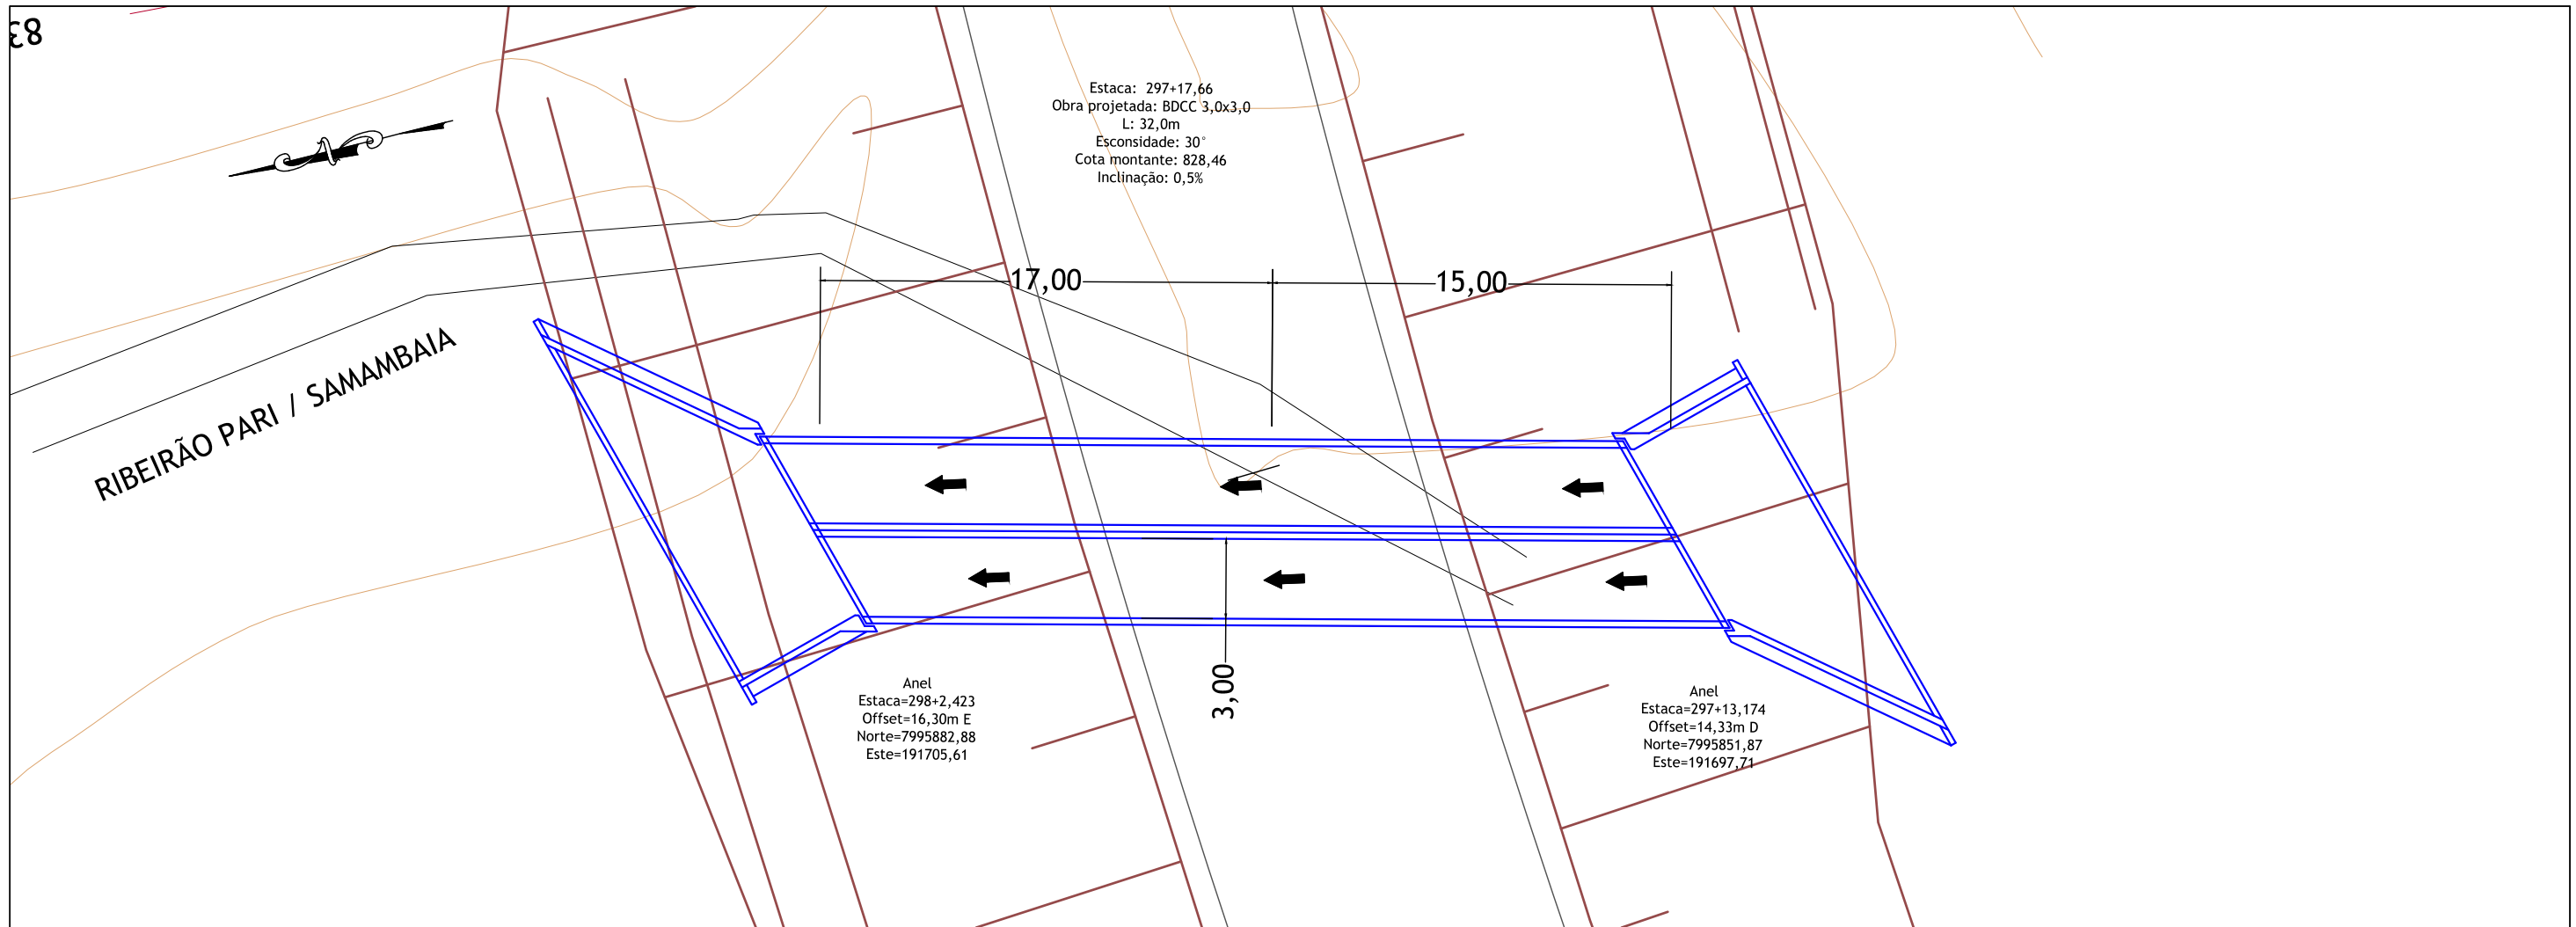 83
Estaca: 297+17,66
Obra projetada: BDCC 3,0x3,0
L: 32,0m
Esconsidade: 30°
Cota montante: 828,46
Inclinação: 0,5%
N
17,00
15,00
RIBEIRÃO PARI / SAMAMBAIA
3,00
Anel
Estaca=298+2,423
Offset=16,30m E
Norte=7995882,88
Este=191705,61
Anel
Estaca=297+13,174
Offset=14,33m D
Norte=7995851,87
Este=191697,71